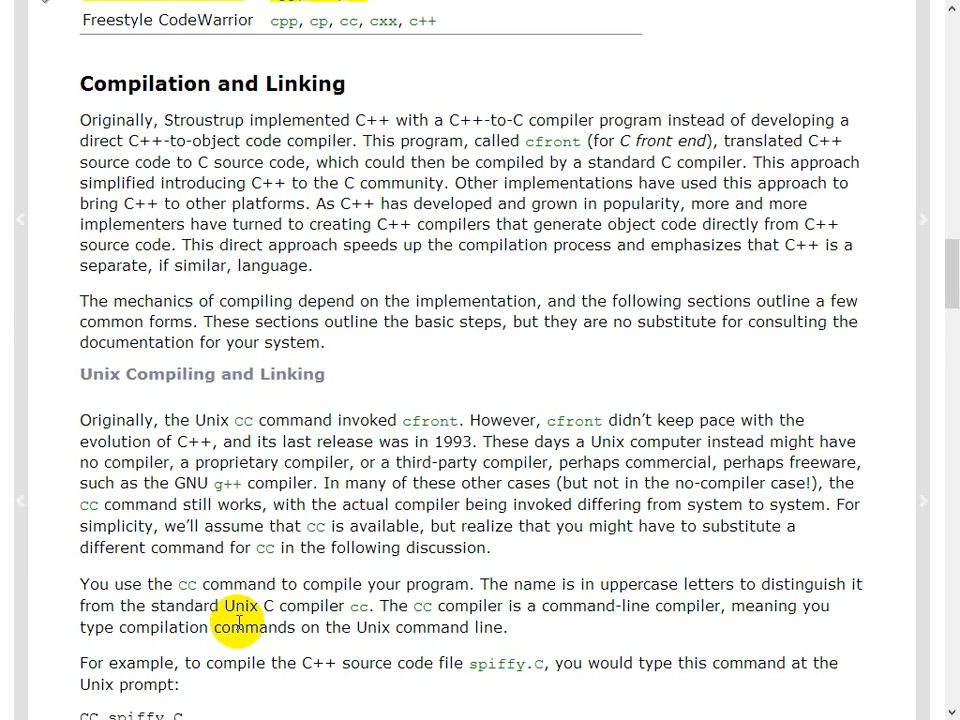 Freestyle CodeWarrior cpp, cp, cc, cxx, c++
Compilation and Linking
Originally, Stroustrup implemented C++ with a C++-to-C compiler program instead of developing a
direct C++-to-object code compiler. This program, called cfront (for C front end), translated C++
source code to C source code, which could then be compiled by a standard C compiler. This approach
simplified introducing C++ to the C community. Other implementations have used this approach to
bring C++ to other platforms. As C++ has developed and grown in popularity, more and more
implementers have turned to creating C++ compilers that generate object code directly from C++
source code. This direct approach speeds up the compilation process and emphasizes that C++ is a
separate, if similar, language.
The mechanics of compiling depend on the implementation, and the following sections outline a few
common forms. These sections outline the basic steps, but they are no substitute for consulting the
documentation for your system.
Unix Compiling and Linking
Originally, the Unix CC command invoked cfront. However, cfront didn’t keep pace with the
evolution of C++, and its last release was in 1993. These days a Unix computer instead might have
no compiler, a proprietary compiler, or a third-party compiler, perhaps commercial, perhaps freeware,
such as the GNU g++ compiler. In many of these other cases (but not in the no-compiler case!), the
CC command still works, with the actual compiler being invoked differing from system to system. For
simplicity, we’ll assume that CC is available, but realize that you might have to substitute a
different command for CC in the following discussion.
You use the CC command to compile your program. The name is in uppercase letters to distinguish it
from the standard Unix C compiler cc. The CC compiler is a command-line compiler, meaning you
type compilation commands on the Unix command line.
For example, to compile the C++ source code file spiffy.C, you would type this command at the
Unix prompt:
CC spiffy.C